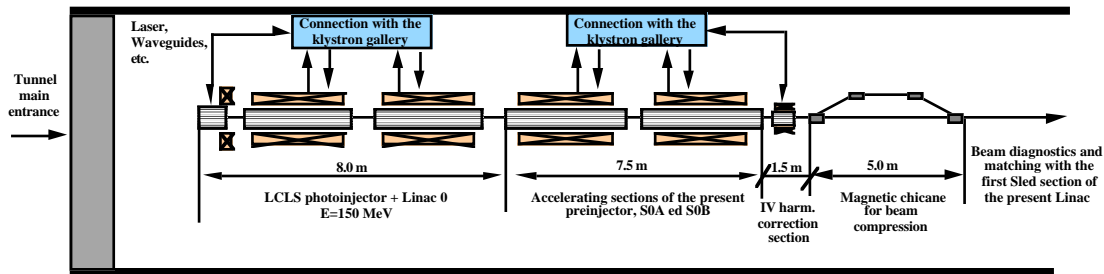 Laser,
Waveguides,
etc.
Connection with the
klystron gallery
Connection with the
klystron gallery
Tunnel
main
entrance
8.0 m
7.5 m
1.5 m
5.0 m
LCLS photoinjector + Linac 0
E=150 MeV
Accelerating sections of the present
preinjector, S0A ed S0B
IV harm.
correction
section
Magnetic chicane
for beam
compression
Beam diagnostics and
matching with the
first Sled section of
the present Linac